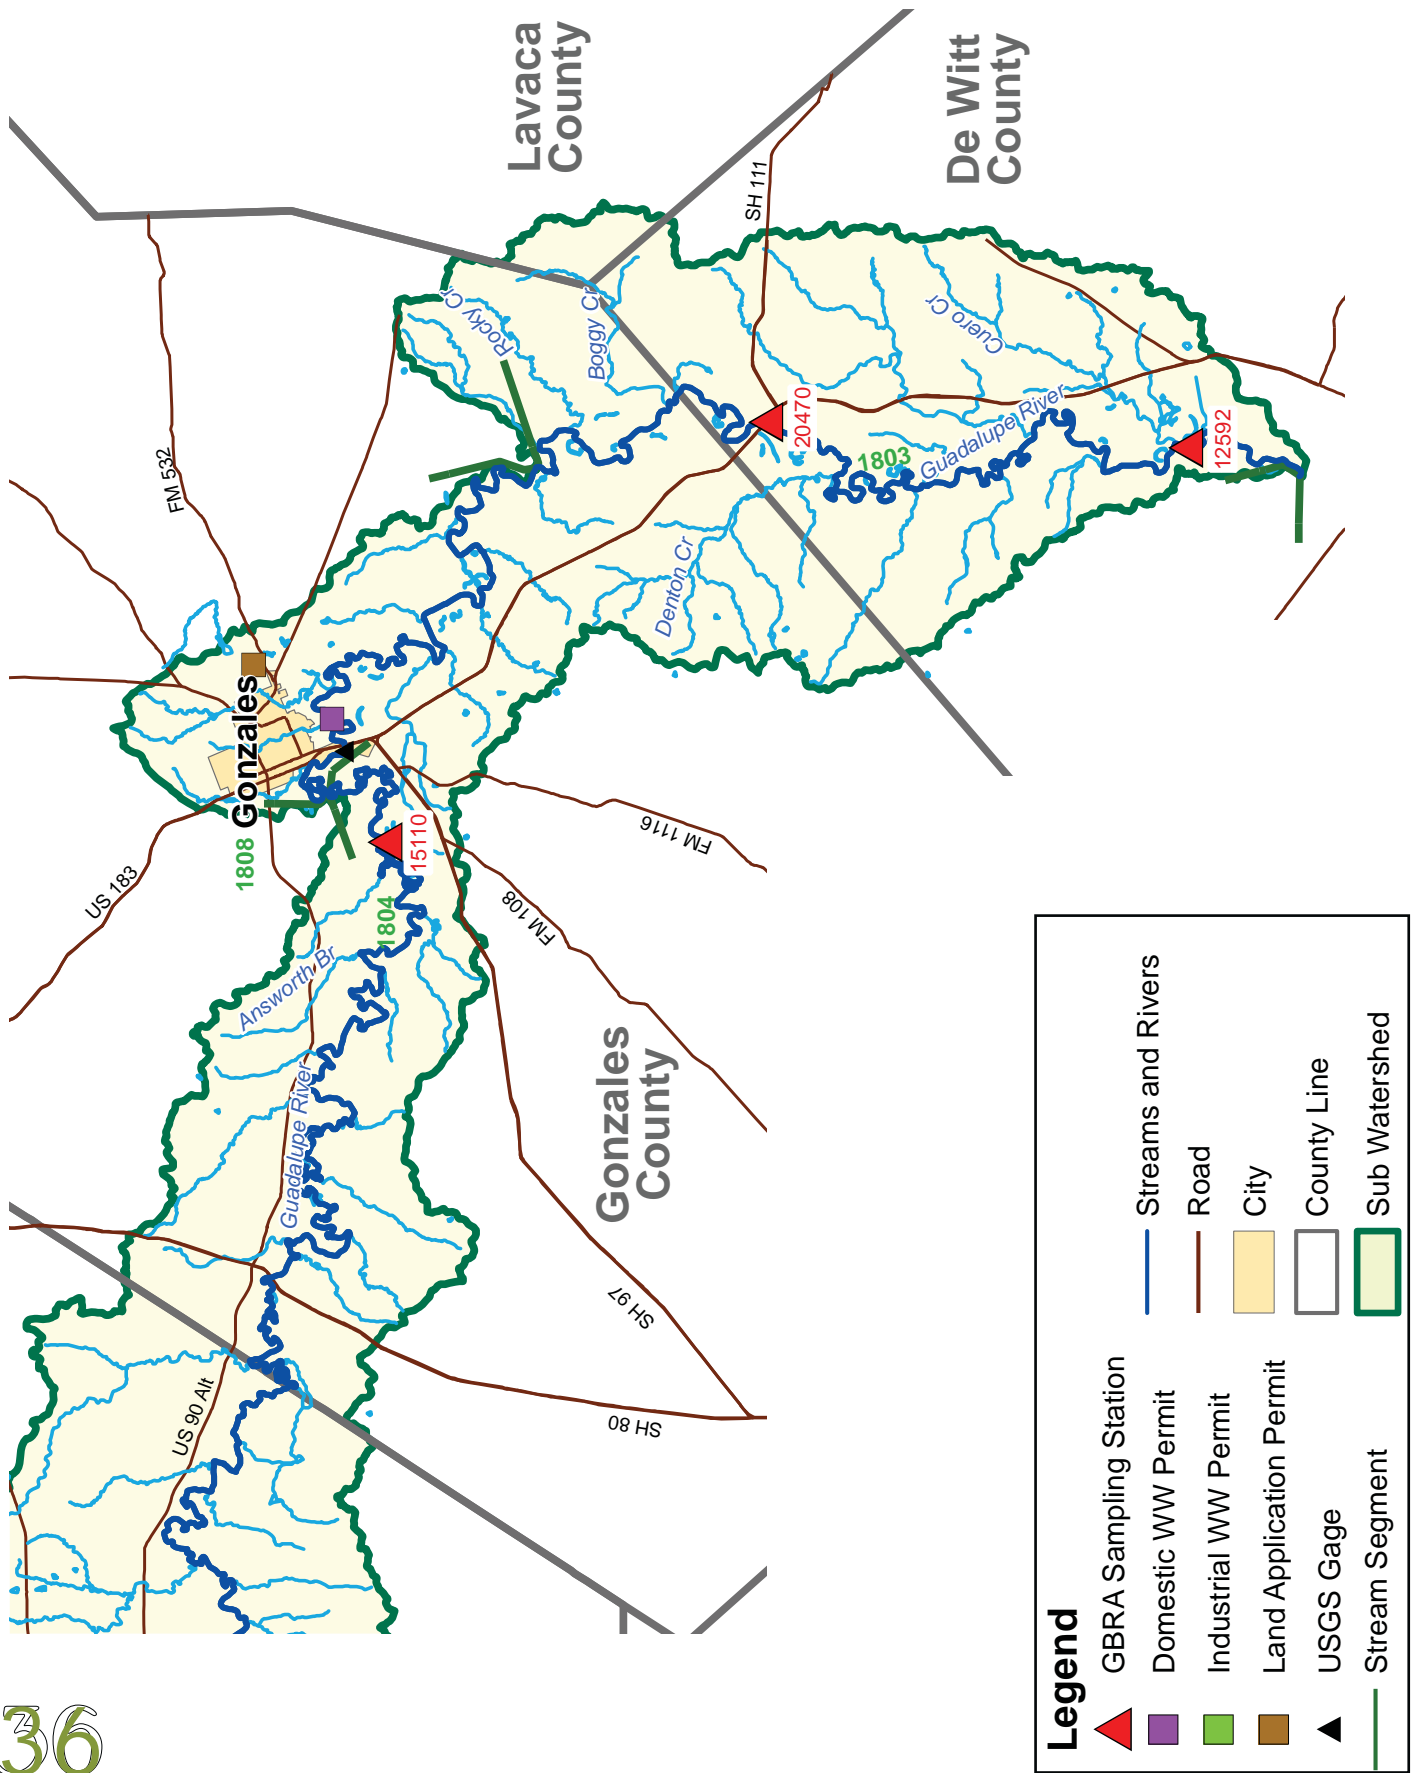 36
Lavaca
County
De Witt
County
SH 111
FM 532
Rocky Cr
Boggy Cr
Cuero Cr
20470
1803
Guadalupe River
12592
Denton Cr
Gonzales
1808
US 183
15110
1804
FM 1116
FM 108
Answorth Br
Guadalupe River
Gonzales
County
SH 97
SH 80
US 90 Alt
Legend
GBRA Sampling Station
Domestic WW Permit
Industrial WW Permit
Land Application Permit
USGS Gage
Stream Segment
Streams and Rivers
Road
City
County Line
Sub Watershed